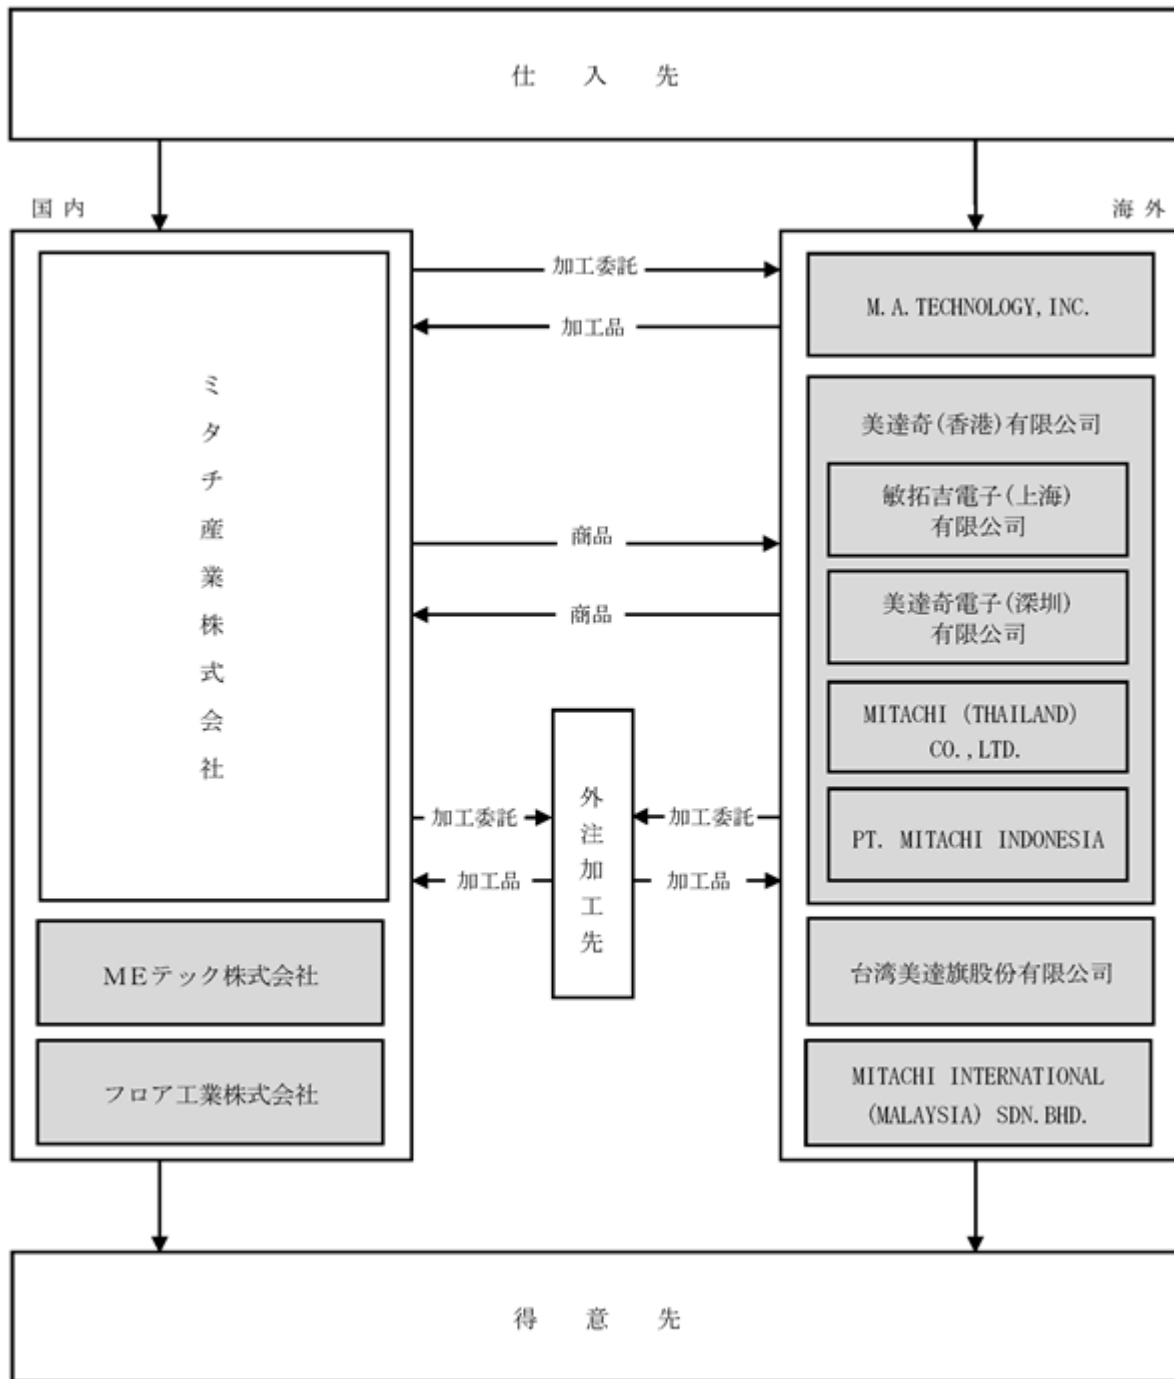 仕入先
国内
海外
ミタチ産業株式会社
MEテック株式会社
フロア工業株式会社
加工委託
加工品
商品
商品
加工委託
加工品
外注加工先
加工委託
加工品
M.A.TECHNOLOGY,INC.
美達奇(香港)有限公司
敏拓吉電子(上海)
有限公司
美達奇電子(深圳)
有限公司
MITACHI (THAILAND)
CO.,LTD.
PT. MITACHI INDONESIA
台湾美達旗股份有限公司
MITACHI INTERNATIONAL
(MALAYSIA) SDN.BHD.
得意先